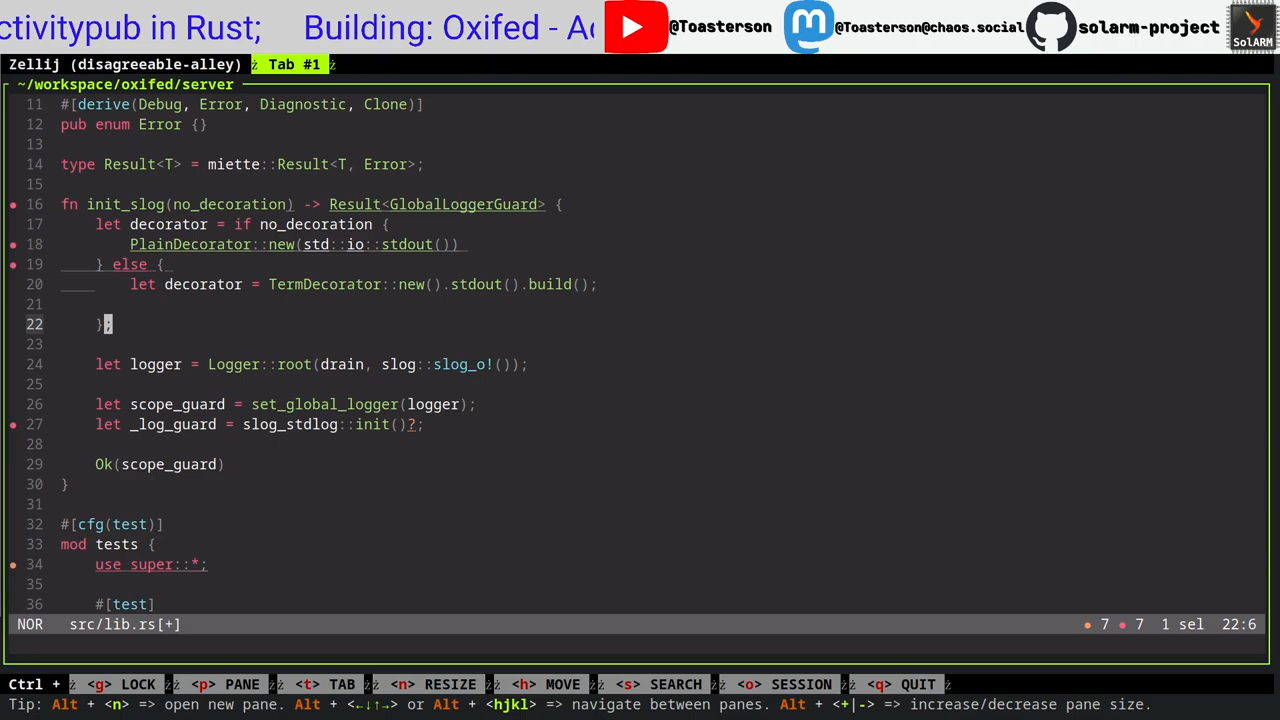 ctivitypub in Rust;     Building: Oxifed - Ac
@Toasterson
@Toasterson@chaos.social
solarm-project
SolARM
Zellij (disagreeable-alley)  Tab #1
~/workspace/oxifed/server
11  #[derive(Debug, Error, Diagnostic, Clone)]
12  pub enum Error {}
13
14  type Result<T> = miette::Result<T, Error>;
15
16  fn init_slog(no_decoration) -> Result<GlobalLoggerGuard> {
17      let decorator = if no_decoration {
18          PlainDecorator::new(std::io::stdout())
19      } else {
20          let decorator = TermDecorator::new().stdout().build();
21
22      };
23
24      let logger = Logger::root(drain, slog::slog_o!());
25
26      let scope_guard = set_global_logger(logger);
27      let _log_guard = slog_stdlog::init()?;
28
29      Ok(scope_guard)
30  }
31
32  #[cfg(test)]
33  mod tests {
34      use super::*;
35
36      #[test]
NOR   src/lib.rs[+]   ● 7 ● 7  1 sel  22:6
Ctrl +  <g> LOCK  <p> PANE  <t> TAB  <n> RESIZE  <h> MOVE  <s> SEARCH  <o> SESSION  <q> QUIT
Tip: Alt + <n> => open new pane. Alt + <←↓↑→> or Alt + <hjkl> => navigate between panes. Alt + <+|-> => increase/decrease pane size.